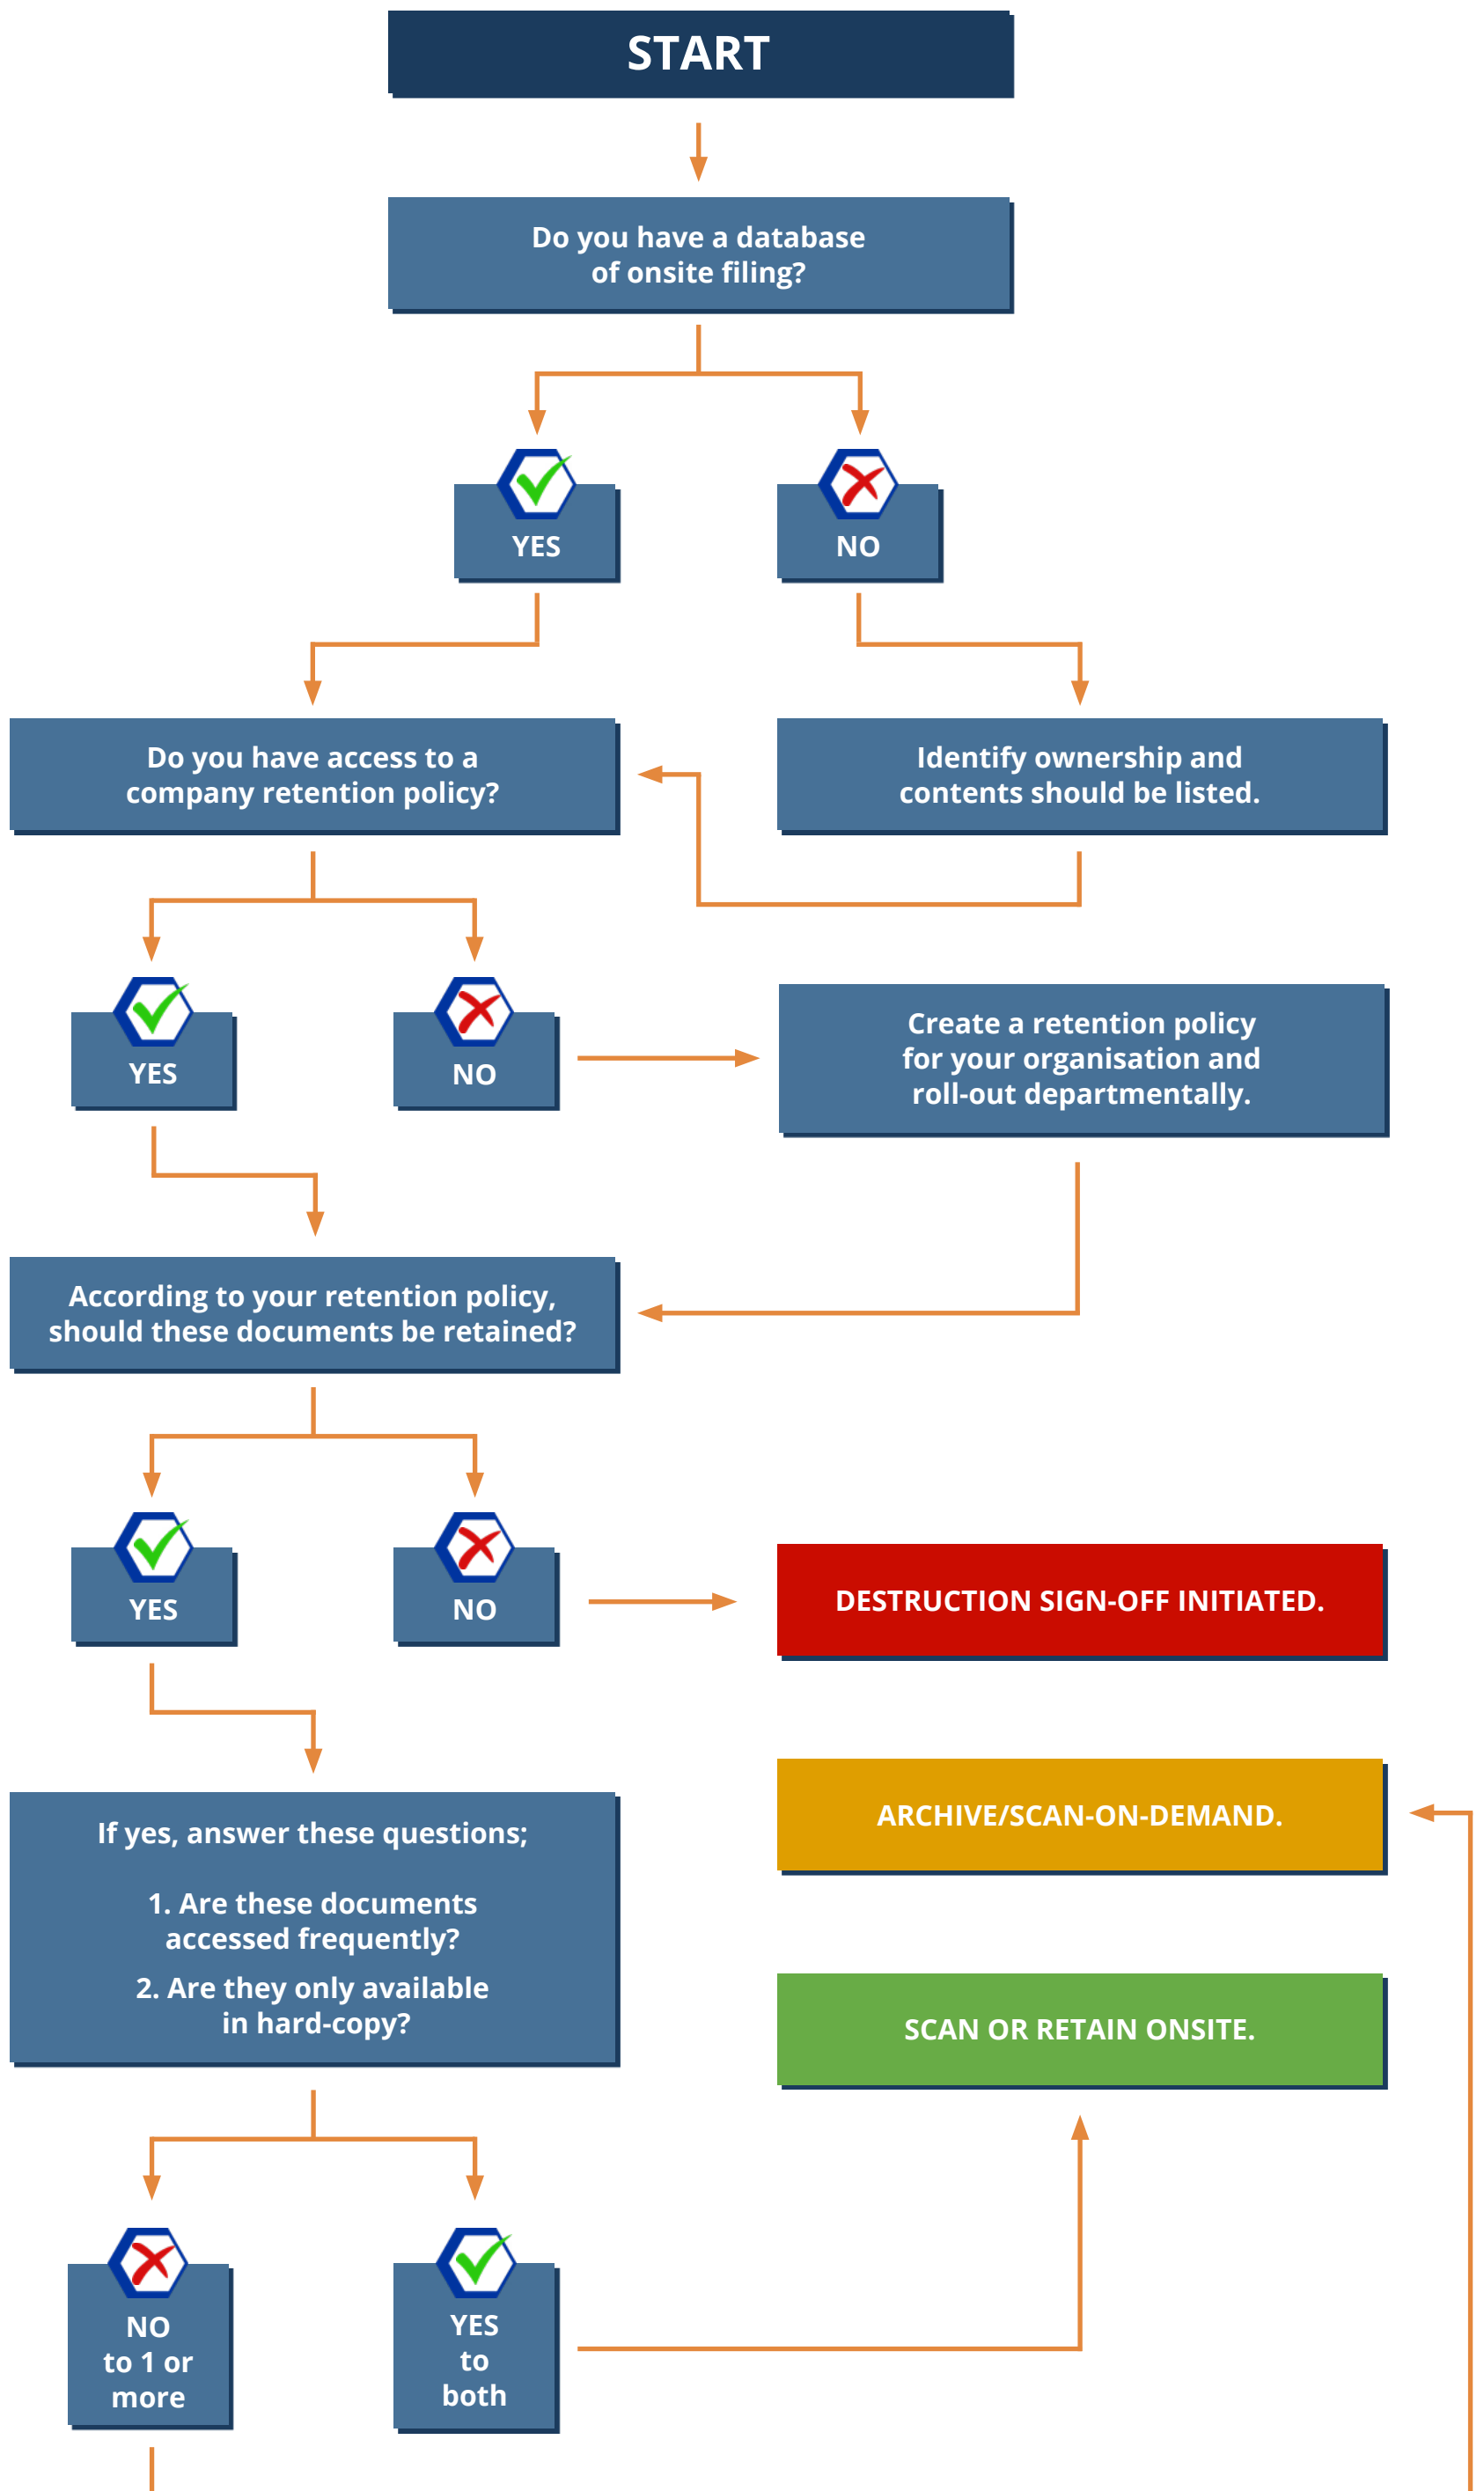 START
Do you have a database
of onsite filing?
YES
NO
Do you have access to a
company retention policy?
Identify ownership and
contents should be listed.
YES
NO
Create a retention policy
for your organisation and
roll-out departmentally.
According to your retention policy,
should these documents be retained?
YES
NO
DESTRUCTION SIGN-OFF INITIATED.
ARCHIVE/SCAN-ON-DEMAND.
If yes, answer these questions;
1. Are these documents
accessed frequently?
2. Are they only available
in hard-copy?
SCAN OR RETAIN ONSITE.
NO
to 1 or
more
YES
to
both